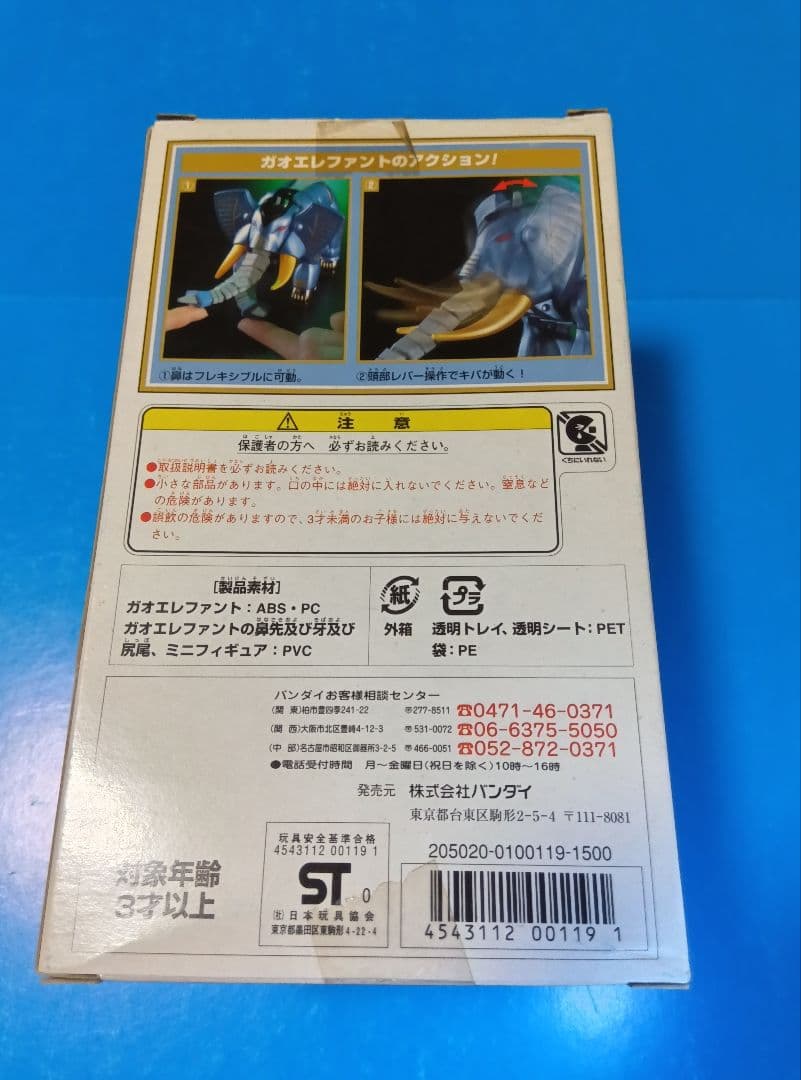 ガオエレファントのアクション!
1
2
①鼻はフレキシブルに可動。
②頭部レバー操作でキバが動く!
注意
保護者の方へ 必ずお読みください。
くちにいれない
●取扱説明書を必ずお読みください。
●小さな部品があります。口の中には絶対に入れないでください。窒息など
の危険があります。
●誤飲の危険がありますので、3才未満のお子様には絶対に与えないでくだ
さい。
[製品素材]
ガオエレファント:ABS・PC
ガオエレファントの鼻先及び牙及び
尻尾、ミニフィギュア:PVC
紙
外箱
プラ
透明トレイ、透明シート:PET
袋:PE
バンダイお客様相談センター
(関 東)柏市豊四季241-22 〒277-8511 ☎0471-46-0371
(関 西)大阪市北区豊崎4-12-3 〒531-0072 ☎06-6375-5050
(中 部)名古屋市昭和区御器所3-2-5 〒466-0051 ☎052-872-0371
●電話受付時間 月〜金曜日(祝日を除く)10時〜16時
発売元 株式会社バンダイ
東京都台東区駒形2-5-4 〒111-8081
対象年齢
3才以上
玩具安全基準合格
4543112 00119 1
ST 0
(社)日本玩具協会
東京都墨田区東駒形4-22-4
205020-0100119-1500
4543112 00119 1